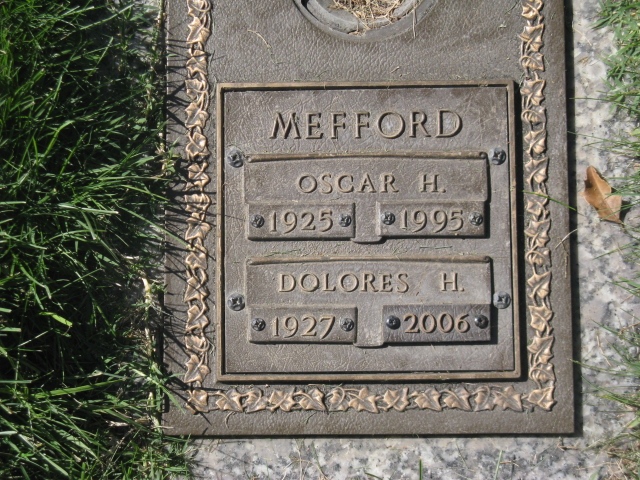 MEFFORD
OSCAR H.
1925 1995
DOLORES H.
1927 2006